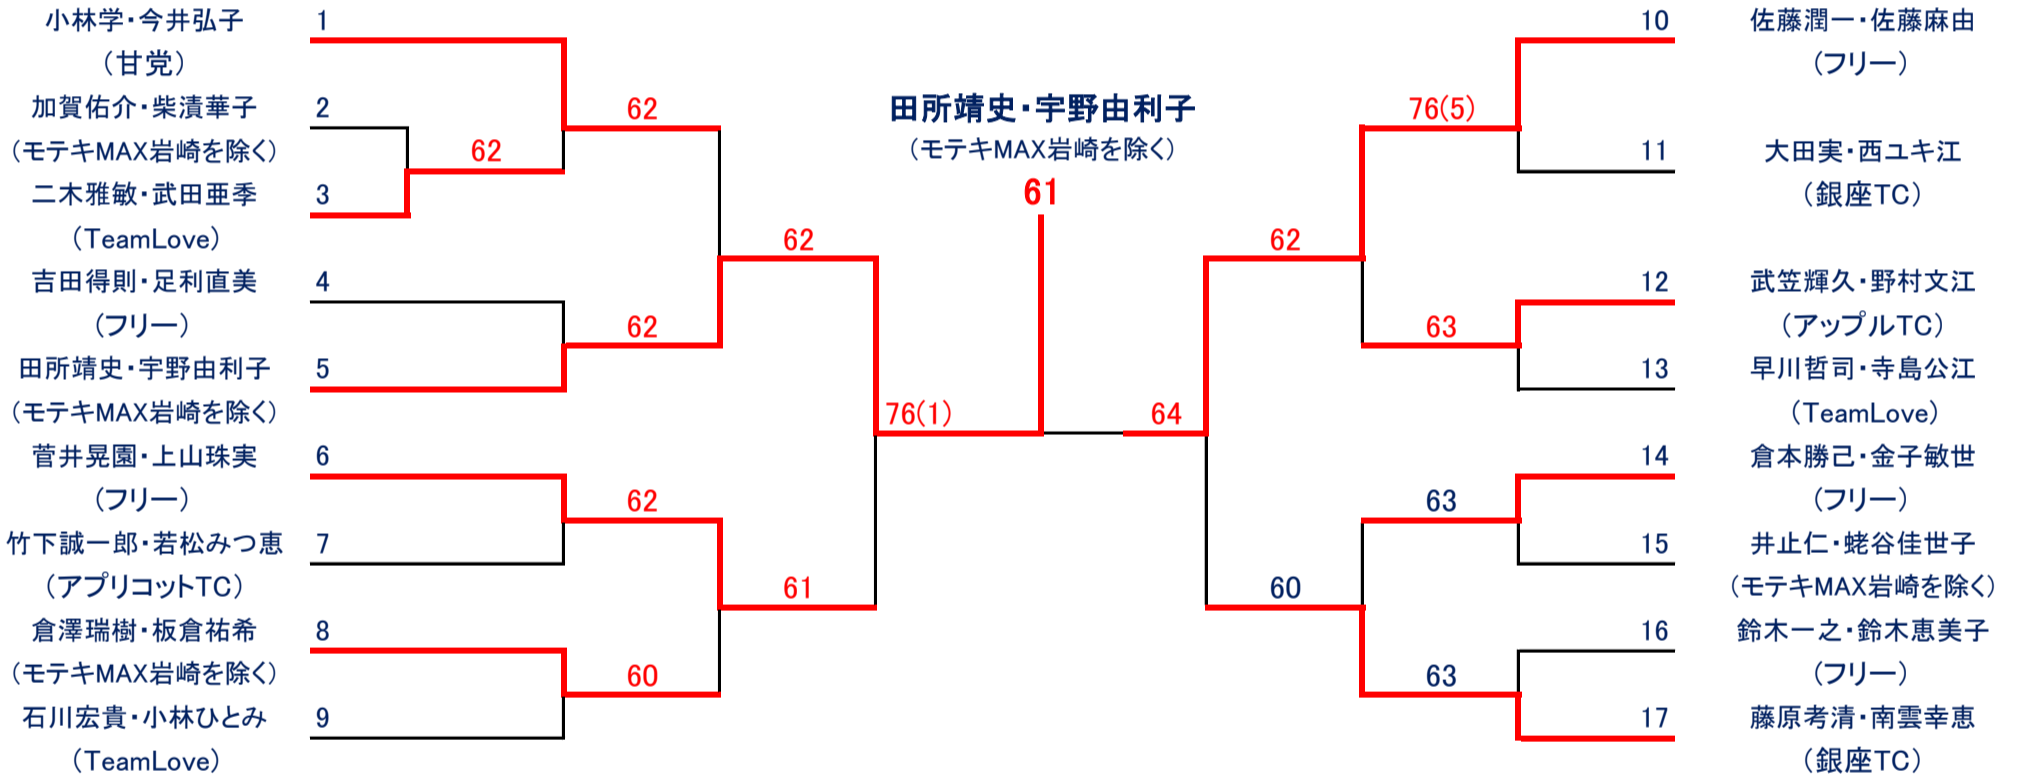 小林学・今井弘子
1
(甘党)
加賀佑介・柴漬華子
2
(モテキMAX岩崎を除く)
二木雅敏・武田亜季
3
(TeamLove)
吉田得則・足利直美
4
(フリー)
田所靖史・宇野由利子
5
(モテキMAX岩崎を除く)
菅井晃園・上山珠実
6
(フリー)
竹下誠一郎・若松みつ恵
7
(アプリコットTC)
倉澤瑞樹・板倉祐希
8
(モテキMAX岩崎を除く)
石川宏貴・小林ひとみ
9
(TeamLove)
62
62
62
62
62
60
62
61
76(1)
田所靖史・宇野由利子
(モテキMAX岩崎を除く)
61
64
62
60
76(5)
63
63
63
10
佐藤潤一・佐藤麻由
(フリー)
11
大田実・西ユキ江
(銀座TC)
12
武笠輝久・野村文江
(アップルTC)
13
早川哲司・寺島公江
(TeamLove)
14
倉本勝己・金子敏世
(フリー)
15
井止仁・蛯谷佳世子
(モテキMAX岩崎を除く)
16
鈴木一之・鈴木恵美子
(フリー)
17
藤原考清・南雲幸恵
(銀座TC)